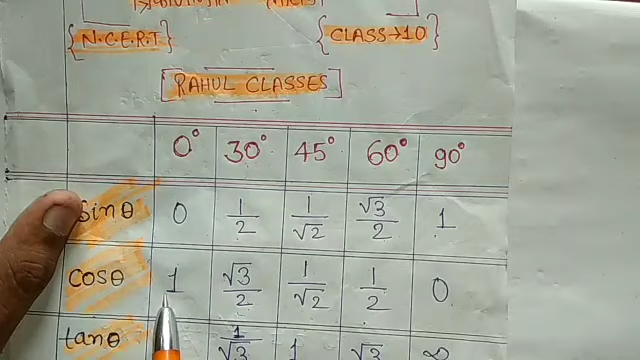 {N.C.E.R.T} {CLASS→10}
[RAHUL CLASSES]
0° 30° 45° 60° 90°
sinθ 0 1/2 1/√2 √3/2 1
cosθ 1 √3/2 1/√2 1/2 0
tanθ 1/√3 1 √3 ∞